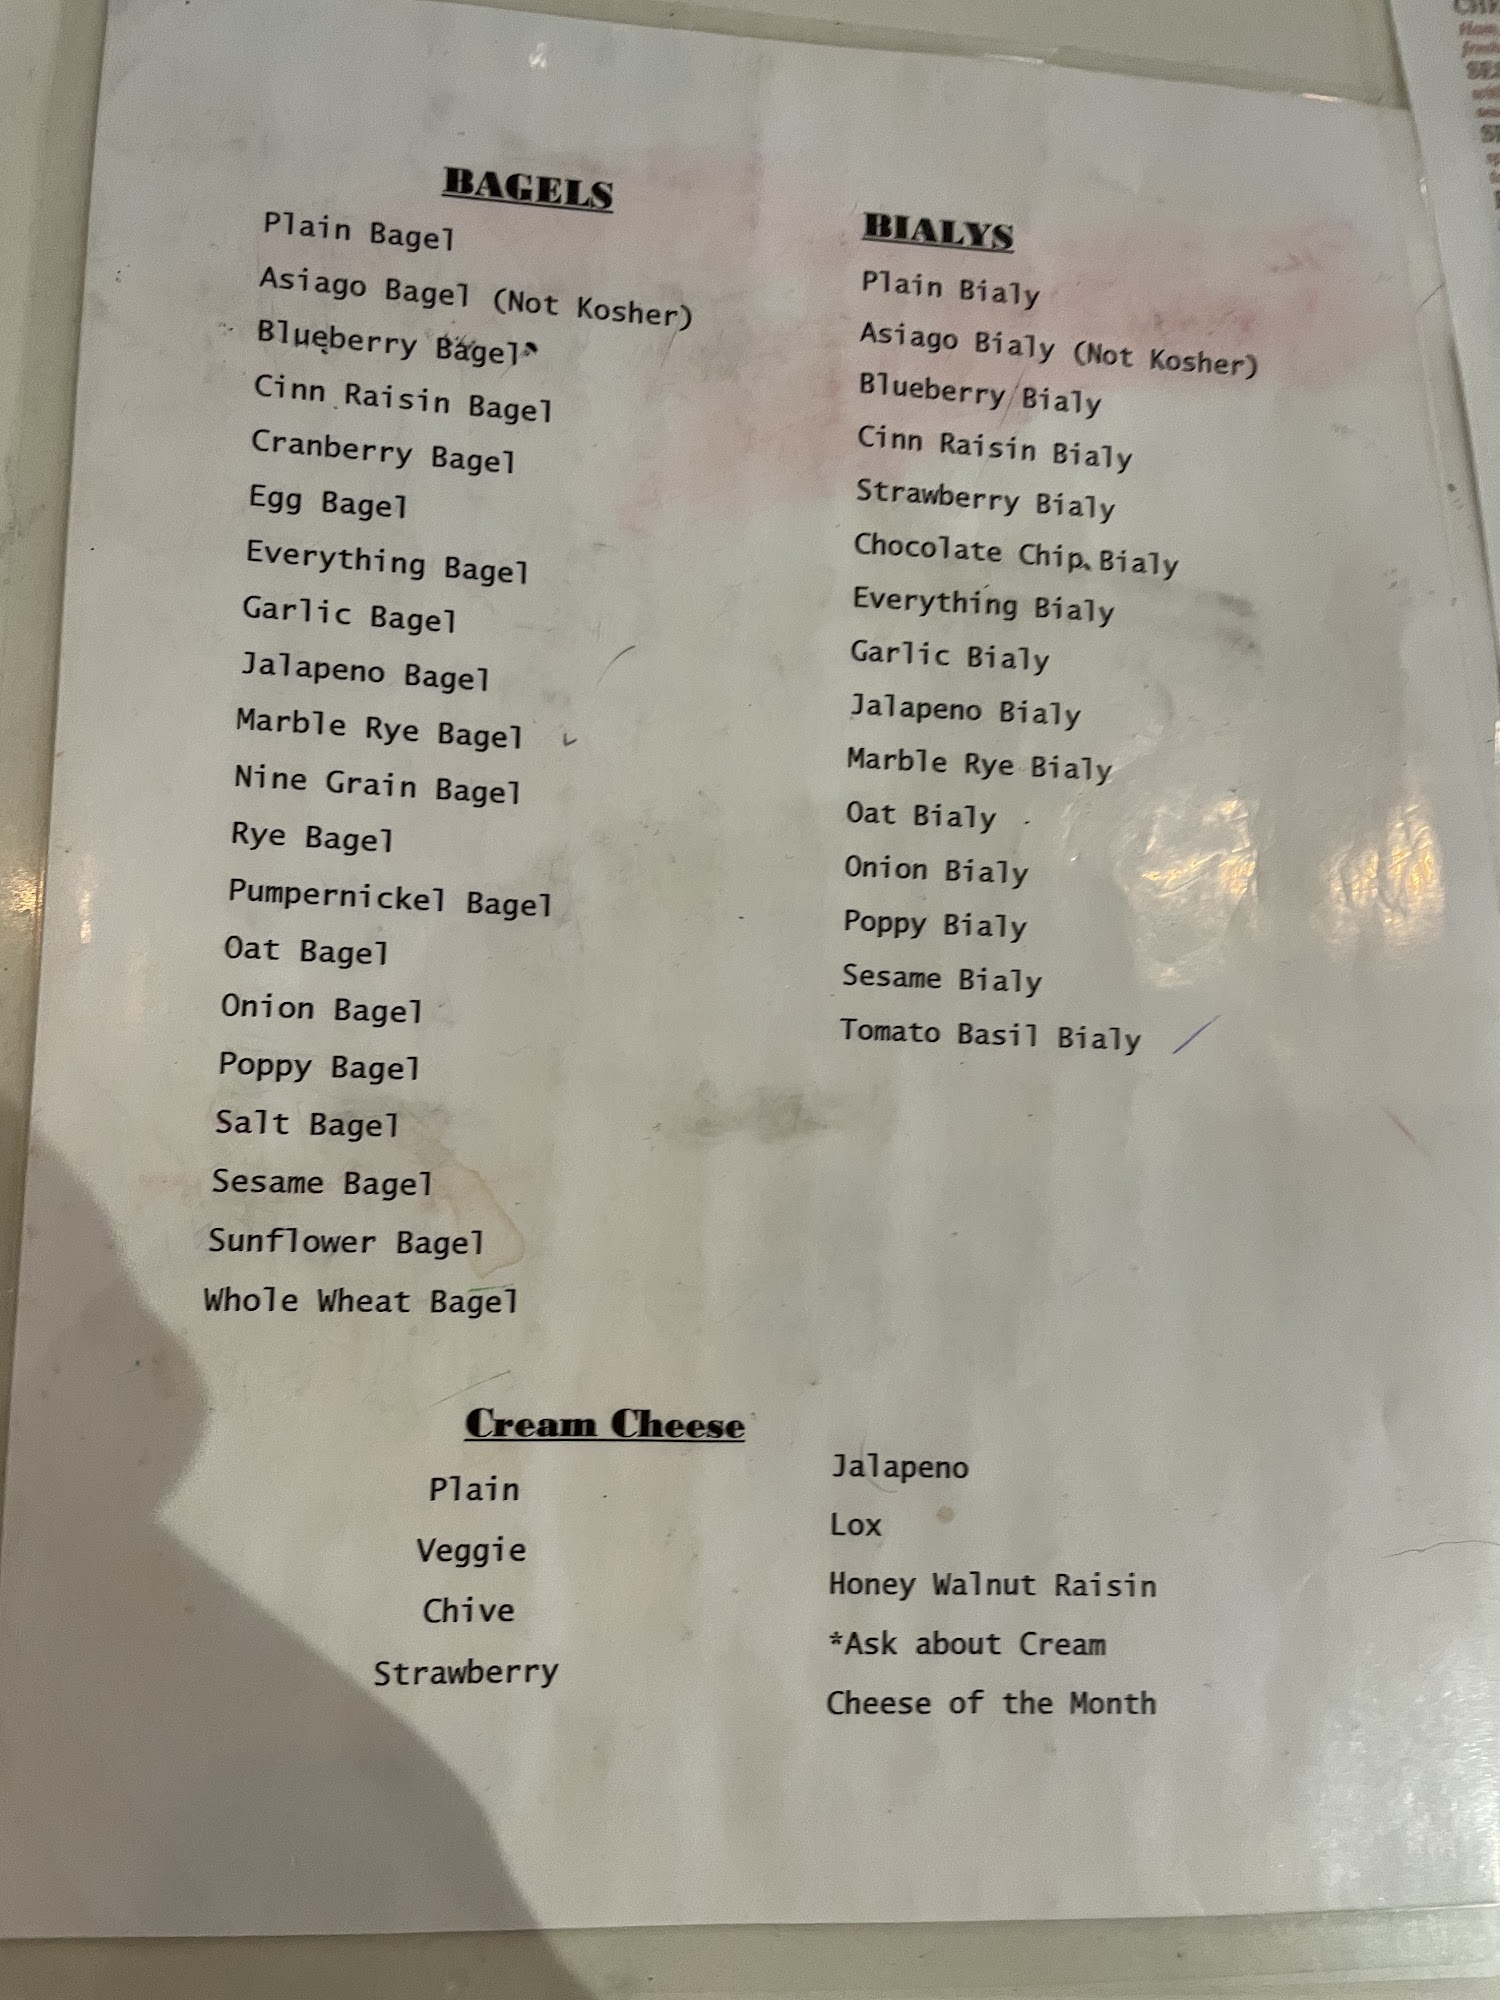 BAGELS
Plain Bagel
Asiago Bagel (Not Kosher)
Blueberry Bagel
Cinn Raisin Bagel
Cranberry Bagel
Egg Bagel
Everything Bagel
Garlic Bagel
Jalapeno Bagel
Marble Rye Bagel
Nine Grain Bagel
Rye Bagel
Pumpernickel Bagel
Oat Bagel
Onion Bagel
Poppy Bagel
Salt Bagel
Sesame Bagel
Sunflower Bagel
Whole Wheat Bagel
BIALYS
Plain Bialy
Asiago Bialy (Not Kosher)
Blueberry Bialy
Cinn Raisin Bialy
Strawberry Bialy
Chocolate Chip Bialy
Everything Bialy
Garlic Bialy
Jalapeno Bialy
Marble Rye Bialy
Oat Bialy
Onion Bialy
Poppy Bialy
Sesame Bialy
Tomato Basil Bialy
Cream Cheese
Plain
Veggie
Chive
Strawberry
Jalapeno
Lox
Honey Walnut Raisin
*Ask about Cream
Cheese of the Month